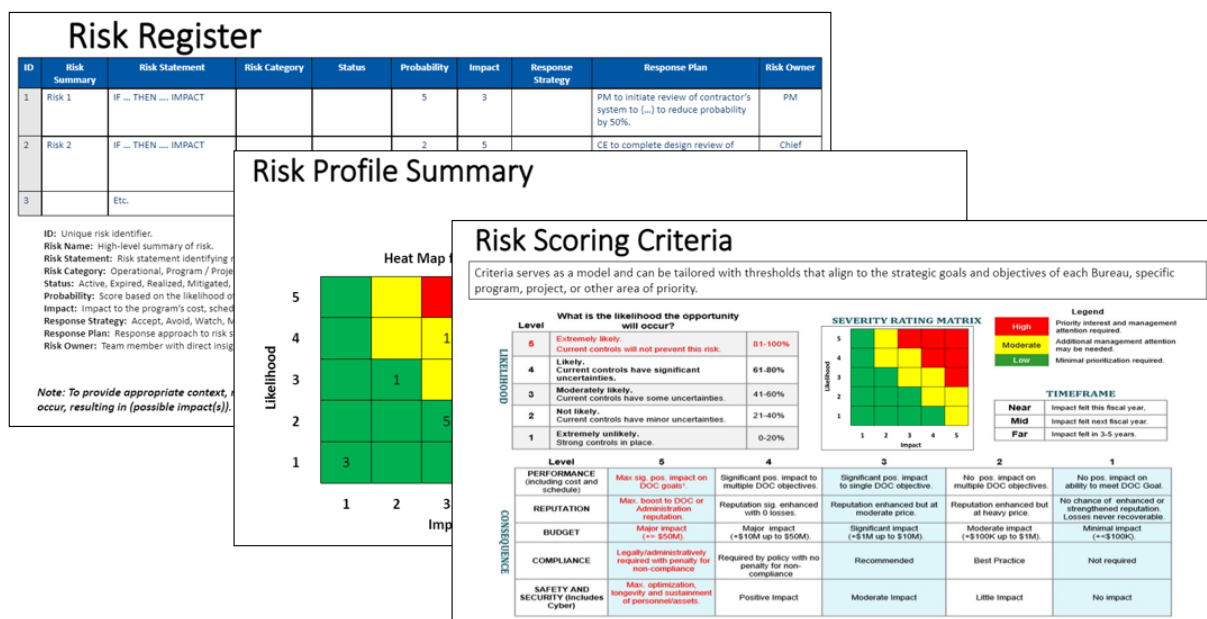 Risk Register
ID Risk Summary Risk Statement Risk Category Status Probability Impact Response Strategy Response Plan Risk Owner
1 Risk 1 IF ... THEN .... IMPACT 5 3 PM to initiate review of contractor's system to {...} to reduce probability by 50%. PM
2 Risk 2 IF ... THEN .... IMPACT 2 5 CE to complete design review of Chief
3 Etc.
ID: Unique risk identifier.
Risk Name: High-level summary of risk.
Risk Statement: Risk statement identifying
Risk Category: Operational, Program /
Status: Active, Expired, Realized, Mitigated,
Probability: Score based on the likelihood
Impact: Impact to the program's cost,
Response Strategy: Accept, Avoid, Watch,
Response Plan: Response approach to risk
Risk Owner: Team member with direct
Note: To provide appropriate context,
occur, resulting in (possible impact(s)).
Risk Profile Summary
Heat Map
Likelihood
5
4 1
3 1
2 5
1 3
1 2 3
Risk Scoring Criteria
Criteria serves as a model and can be tailored with thresholds that align to the strategic goals and objectives of each Bureau, specific
program, project, or other area of priority.
LIKELIHOOD
Level What is the likelihood the opportunity will occur?
5 Extremely likely. Current controls will not prevent this risk. 81-100%
4 Likely. Current controls have significant uncertainties. 61-80%
3 Moderately likely. Current controls have some uncertainties. 41-60%
2 Not likely. Current controls have minor uncertainties. 21-40%
1 Extremely unlikely. Strong controls in place. 0-20%
SEVERITY RATING MATRIX
Likelihood
5
4
3
2
1
1 2 3 4 5
Impact
Legend
High Priority interest and management attention required.
Moderate Additional management attention may be needed.
Low Minimal prioritization required.
TIMEFRAME
Near Impact felt this fiscal year,
Mid Impact felt next fiscal year.
Far Impact felt in 3-5 years.
CONSEQUENCE
Level 5 4 3 2 1
PERFORMANCE (including cost and schedule) Max sig. pos. impact on DOC goals¹. Significant pos. impact to multiple DOC objectives. Significant pos. impact to single DOC objective. No pos. impact on multiple DOC objectives. No pos. impact on ability to meet DOC Goal.
REPUTATION Max. boost to DOC or Administration reputation. Reputation sig. enhanced with 0 losses. Reputation enhanced but at moderate price. Reputation enhanced but at heavy price. No chance of enhanced or strengthened reputation. Losses never recoverable.
BUDGET Major impact (+> $50M). Major impact (+$10M up to $50M). Significant impact (+$1M up to $10M). Moderate impact (+$100K up to $1M). Minimal impact (+<$100K).
COMPLIANCE Legally/administratively required with penalty for non-compliance Required by policy with no penalty for non-compliance Recommended Best Practice Not required
SAFETY AND SECURITY (Includes Cyber) Max. optimization, longevity and sustainment of personnel/assets. Positive Impact Moderate Impact Little Impact No impact